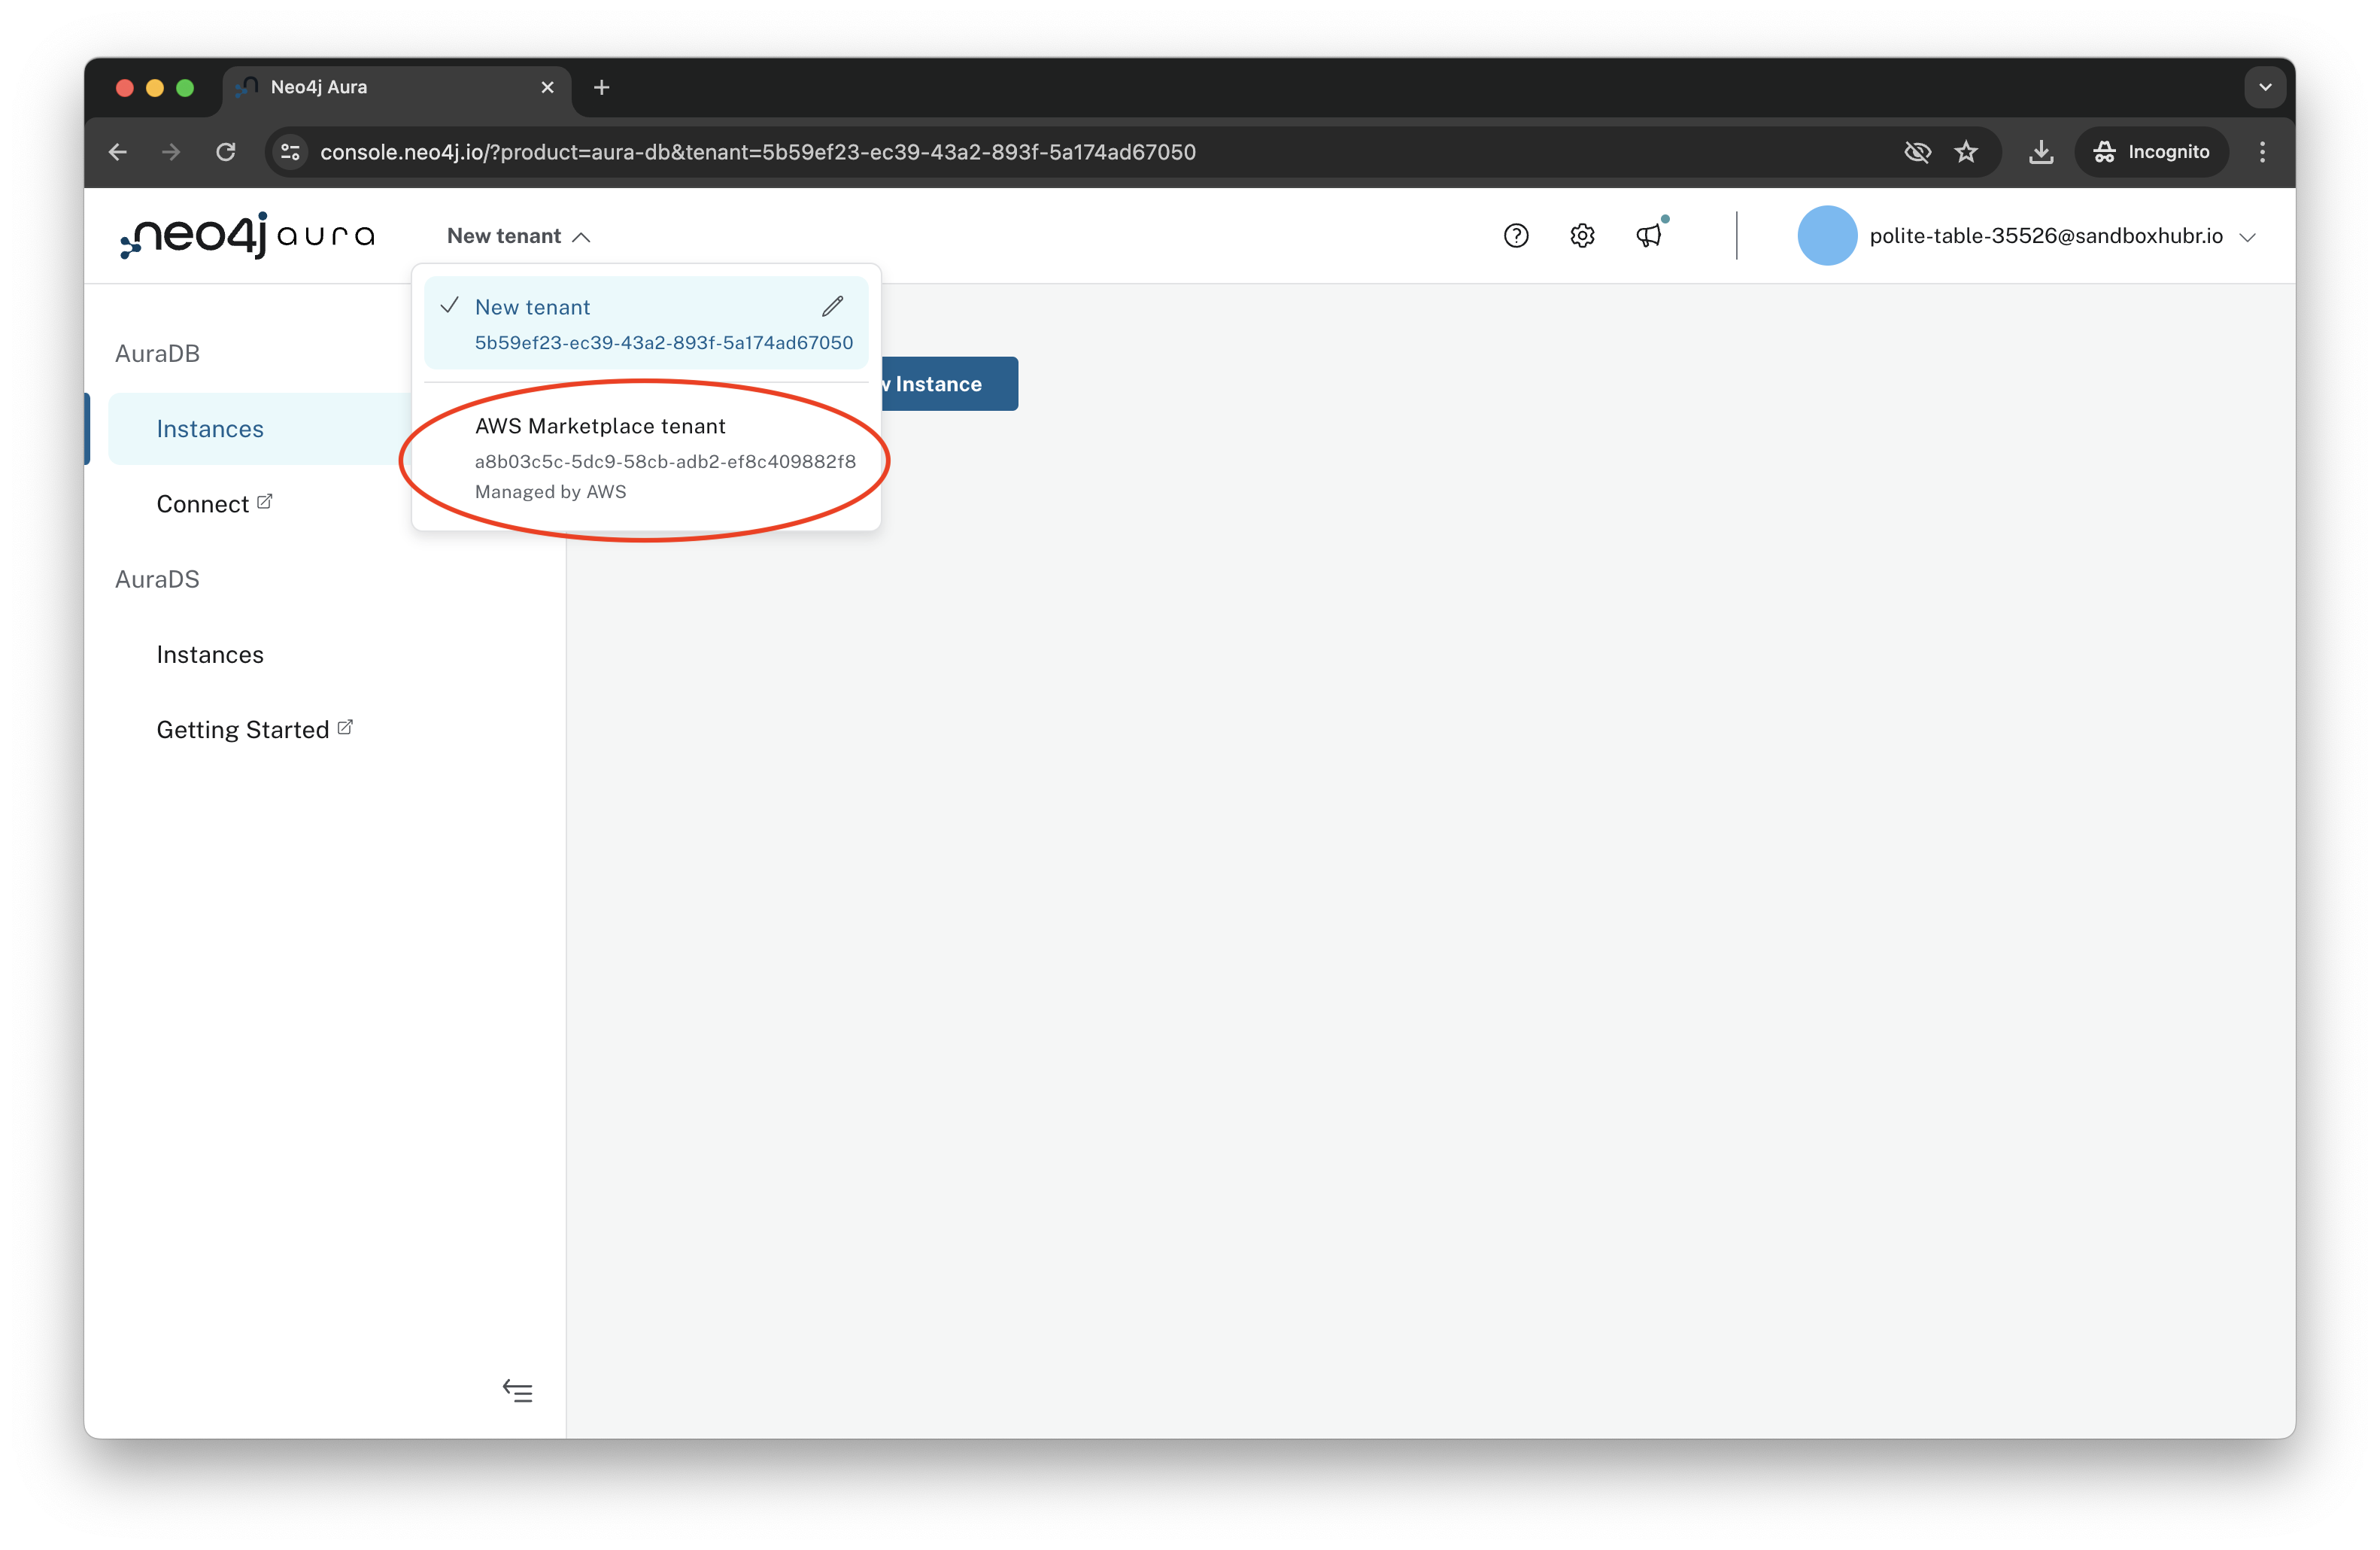 Neo4j Aura
console.neo4j.io/?product=aura-db&tenant=5b59ef23-ec39-43a2-893f-5a174ad67050
Incognito
neo4j aura
New tenant
polite-table-35526@sandboxhubr.io
New tenant
5b59ef23-ec39-43a2-893f-5a174ad67050
AWS Marketplace tenant
a8b03c5c-5dc9-58cb-adb2-ef8c409882f8
Managed by AWS
Instance
AuraDB
Instances
Connect
AuraDS
Instances
Getting Started